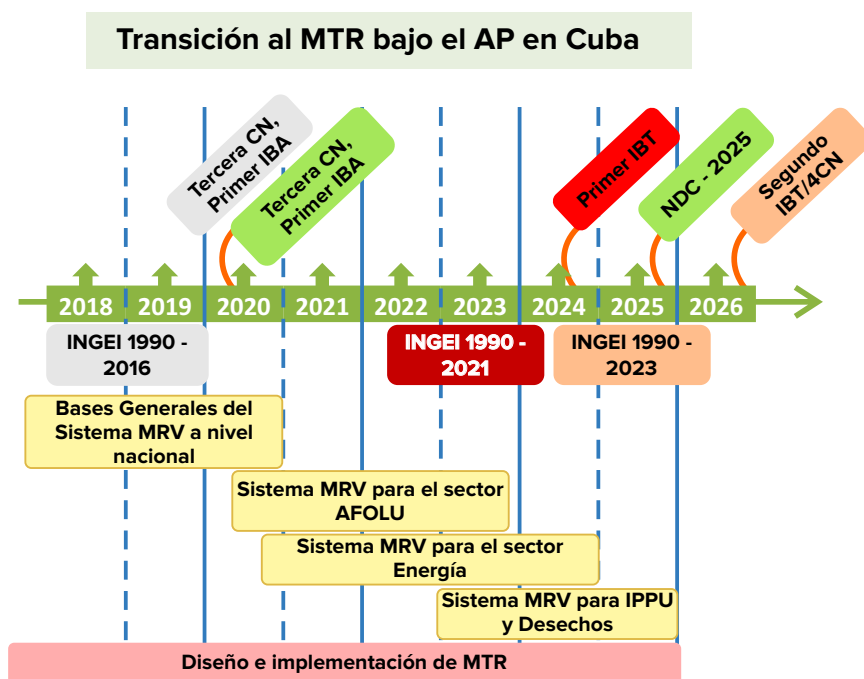 Transición al MTR bajo el AP en Cuba
Tercera CN,
Primer IBA
Tercera CN,
Primer IBA
Primer IBT
NDC - 2025
Segundo
IBT/4CN
2018
2019
2020
2021
2022
2023
2024
2025
2026
INGEI 1990 -
2016
INGEI 1990 -
2021
INGEI 1990 -
2023
Bases Generales del
Sistema MRV a nivel
nacional
Sistema MRV para el sector
AFOLU
Sistema MRV para el sector
Energía
Sistema MRV para IPPU
y Desechos
Diseño e implementación de MTR